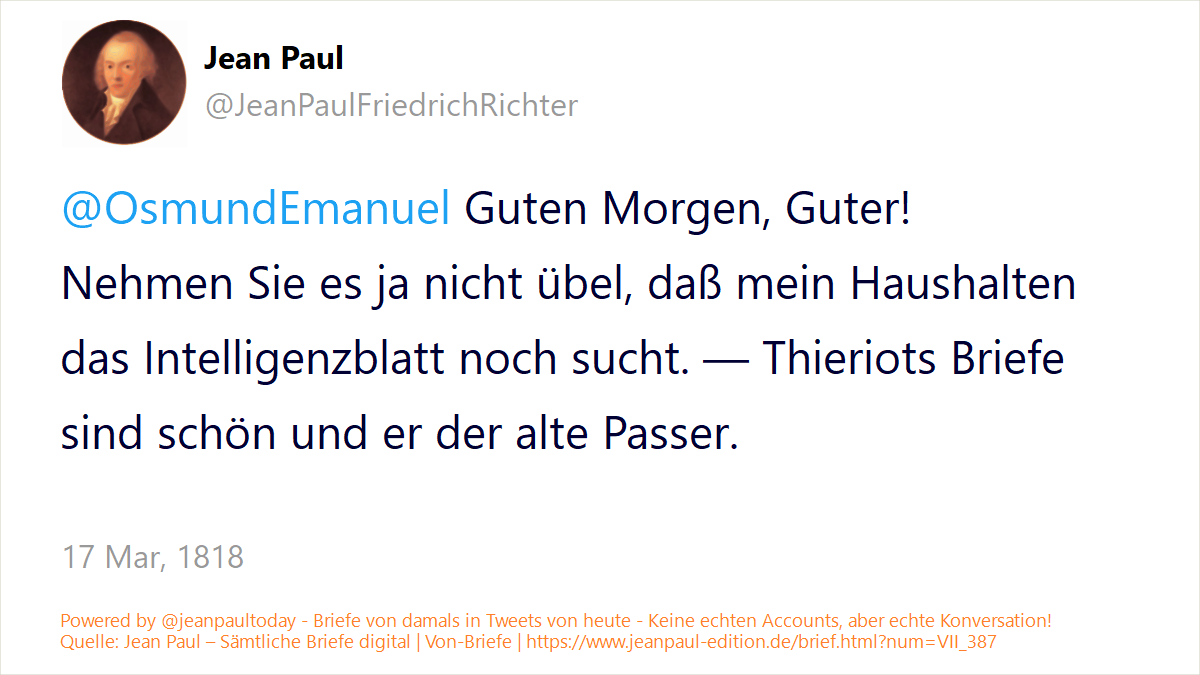 Jean Paul
@JeanPaulFriedrichRichter
@OsmundEmanuel Guten Morgen, Guter!
Nehmen Sie es ja nicht übel, daß mein Haushalten
das Intelligenzblatt noch sucht. — Thieriots Briefe
sind schön und er der alte Passer.
17 Mar, 1818
Powered by @jeanpaultoday - Briefe von damals in Tweets von heute - Keine echten Accounts, aber echte Konversation!
Quelle: Jean Paul – Sämtliche Briefe digital | Von-Briefe | https://www.jeanpaul-edition.de/brief.html?num=VII_387